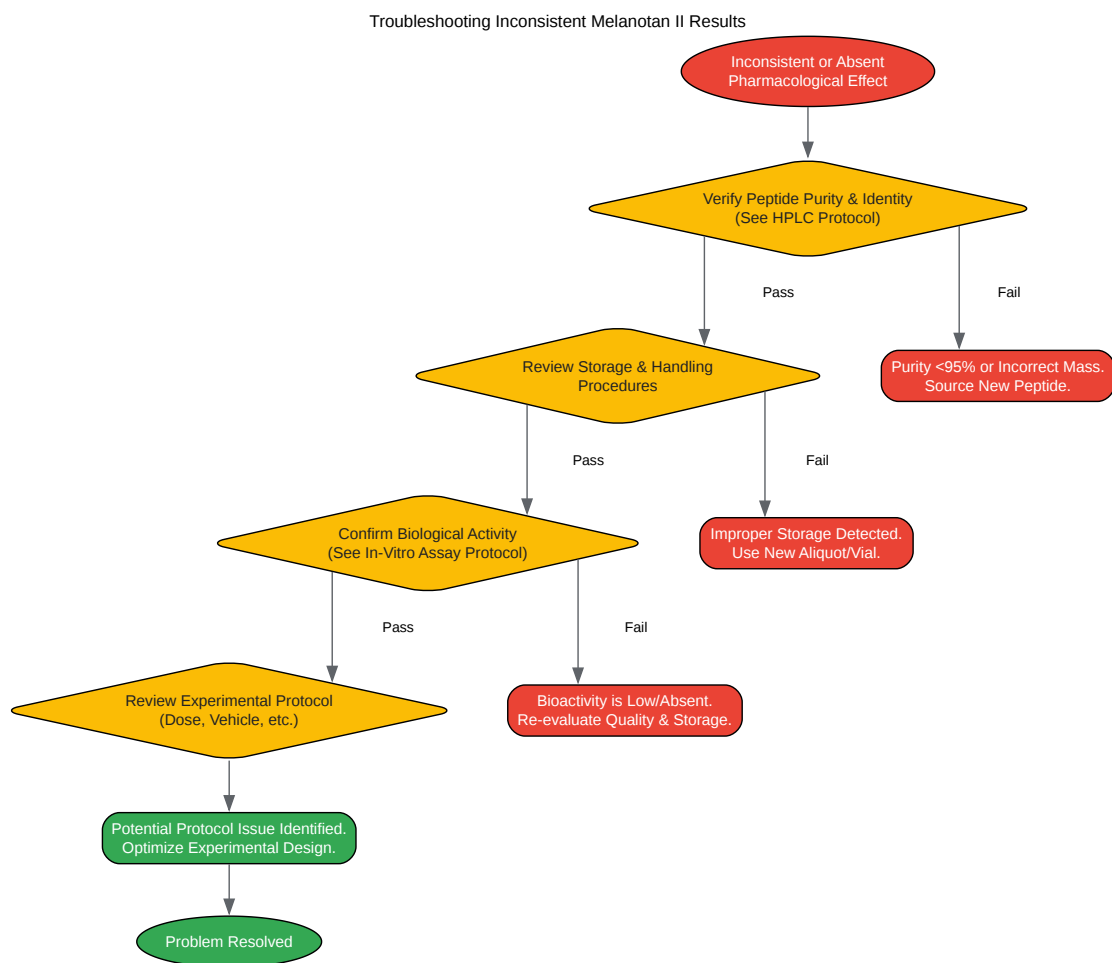 Troubleshooting Inconsistent Melanotan II Results
Inconsistent or Absent
Pharmacological Effect
Verify Peptide Purity & Identity
(See HPLC Protocol)
Pass
Fail
Review Storage & Handling
Procedures
Purity <95% or Incorrect Mass.
Source New Peptide.
Pass
Fail
Confirm Biological Activity
(See In-Vitro Assay Protocol)
Improper Storage Detected.
Use New Aliquot/Vial.
Pass
Fail
Review Experimental Protocol
(Dose, Vehicle, etc.)
Bioactivity is Low/Absent.
Re-evaluate Quality & Storage.
Potential Protocol Issue Identified.
Optimize Experimental Design.
Problem Resolved